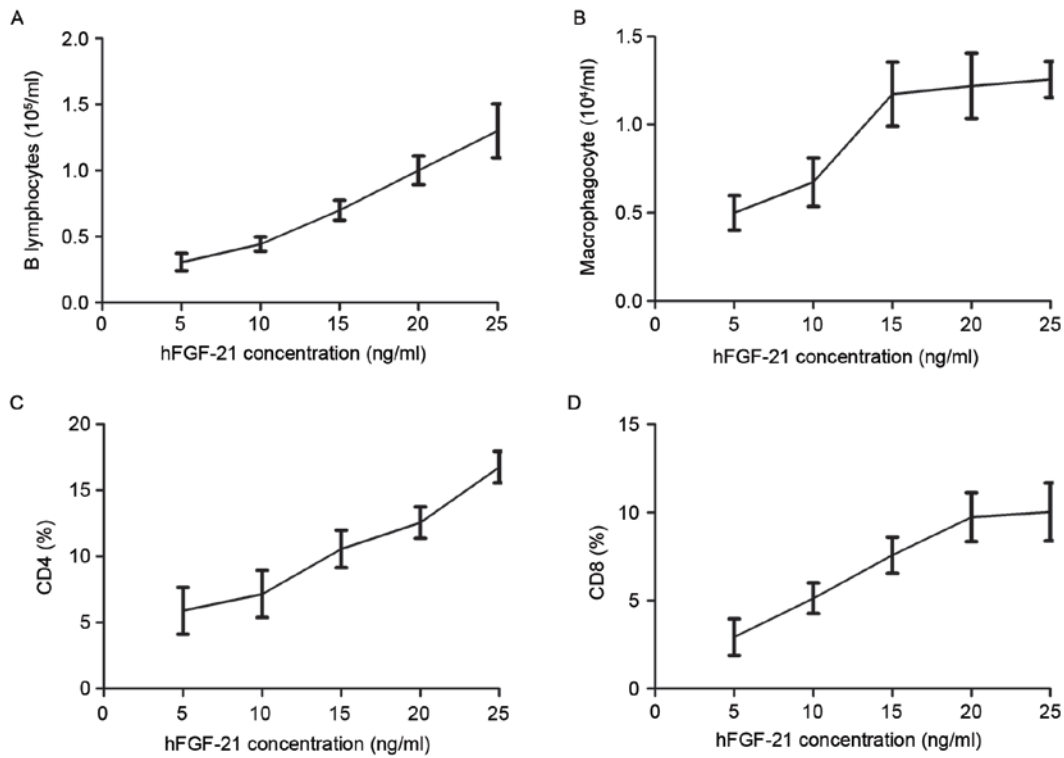 A
B lymphocytes (10⁶/ml)
2.0
1.5
1.0
0.5
0.0
0 5 10 15 20 25
hFGF-21 concentration (ng/ml)
B
Macrophagocyte (10⁴/ml)
1.5
1.0
0.5
0.0
0 5 10 15 20 25
hFGF-21 concentration (ng/ml)
C
CD4 (%)
20
15
10
5
0
0 5 10 15 20 25
hFGF-21 concentration (ng/ml)
D
CD8 (%)
15
10
5
0
0 5 10 15 20 25
hFGF-21 concentration (ng/ml)